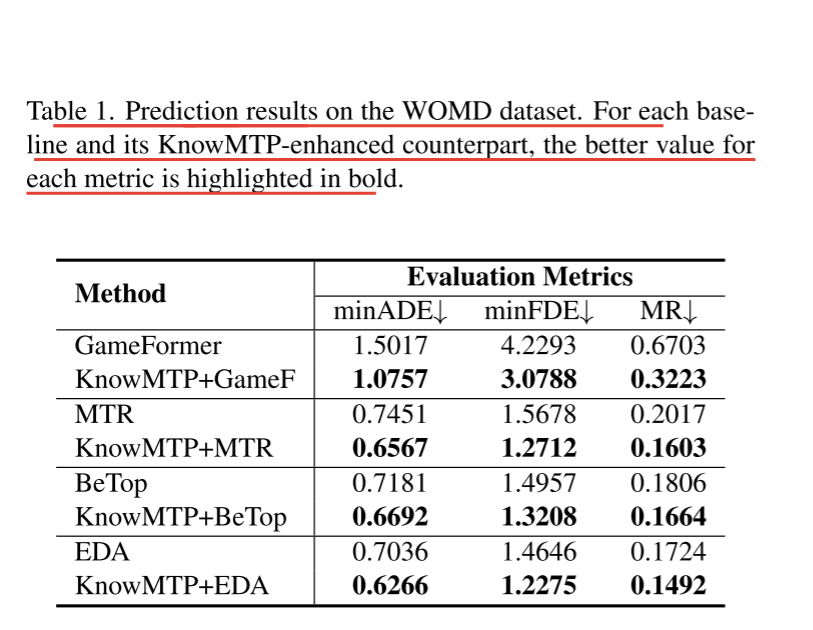 Table 1. Prediction results on the WOMD dataset. For each base-
line and its KnowMTP-enhanced counterpart, the better value for
each metric is highlighted in bold.
Method Evaluation Metrics
minADE↓ minFDE↓ MR↓
GameFormer 1.5017 4.2293 0.6703
KnowMTP+GameF 1.0757 3.0788 0.3223
MTR 0.7451 1.5678 0.2017
KnowMTP+MTR 0.6567 1.2712 0.1603
BeTop 0.7181 1.4957 0.1806
KnowMTP+BeTop 0.6692 1.3208 0.1664
EDA 0.7036 1.4646 0.1724
KnowMTP+EDA 0.6266 1.2275 0.1492